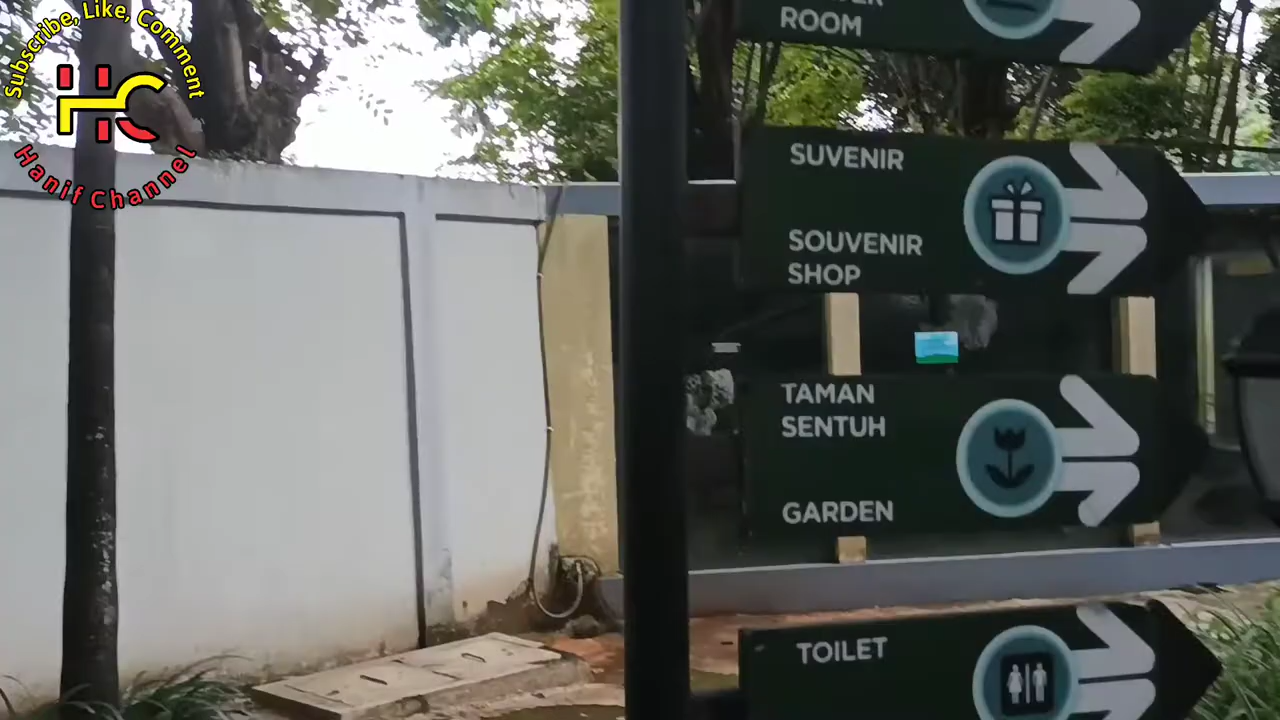 Subscribe, Like, Comment
HC
Hanif Channel
ROOM
SUVENIR
SOUVENIR
SHOP
TAMAN
SENTUH
GARDEN
TOILET